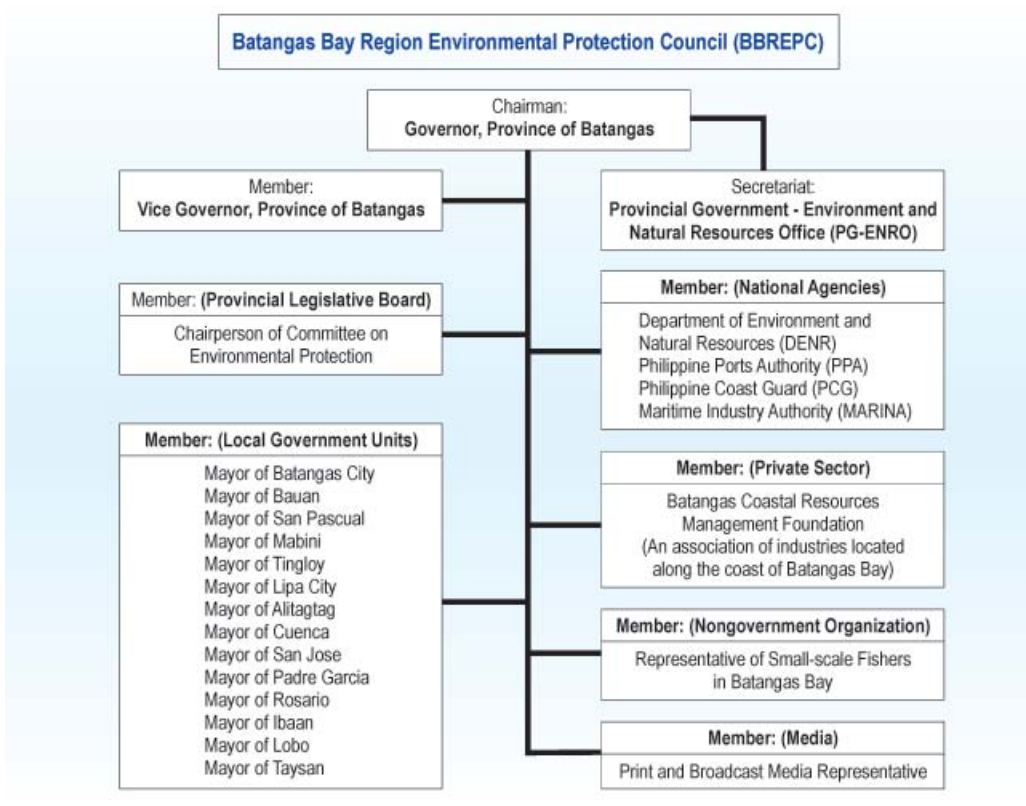 Batangas Bay Region Environmental Protection Council (BBREPC)
Chairman:
Governor, Province of Batangas
Member:
Vice Governor, Province of Batangas
Secretariat:
Provincial Government - Environment and
Natural Resources Office (PG-ENRO)
Member: (Provincial Legislative Board)
Chairperson of Committee on
Environmental Protection
Member: (National Agencies)
Department of Environment and
Natural Resources (DENR)
Philippine Ports Authority (PPA)
Philippine Coast Guard (PCG)
Maritime Industry Authority (MARINA)
Member: (Local Government Units)
Mayor of Batangas City
Mayor of Bauan
Mayor of San Pascual
Mayor of Mabini
Mayor of Tingloy
Mayor of Lipa City
Mayor of Alitagtag
Mayor of Cuenca
Mayor of San Jose
Mayor of Padre Garcia
Mayor of Rosario
Mayor of Ibaan
Mayor of Lobo
Mayor of Taysan
Member: (Private Sector)
Batangas Coastal Resources
Management Foundation
(An association of industries located
along the coast of Batangas Bay)
Member: (Nongovernment Organization)
Representative of Small-scale Fishers
in Batangas Bay
Member: (Media)
Print and Broadcast Media Representative